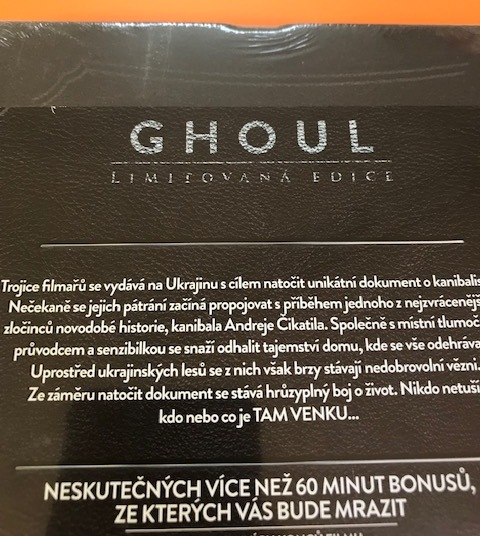 GHOUL
LIMITOVANÁ EDICE
Trojice filmařů se vydává na Ukrajinu s cílem natočit unikátní dokument o
Nečekaně se jejich pátrání začíná propojovat s příběhem jednoho z
zločinců novodobé historie, kanibala Andreje Čikatila. Společně s místní
průvodcem a senzibilkou se snaží odhalit tajemství domu, kde se vše
Uprostřed ukrajinských lesů se z nich však brzy stávají nedobrovolní vězni.
Ze záměru natočit dokument se stává hrůzyplný boj o život. Nikdo netuší
kdo nebo co je TAM VENKU...
NESKUTEČNÝCH VÍCE NEŽ 60 MINUT BONUSŮ,
ZE KTERÝCH VÁS BUDE MRAZIT